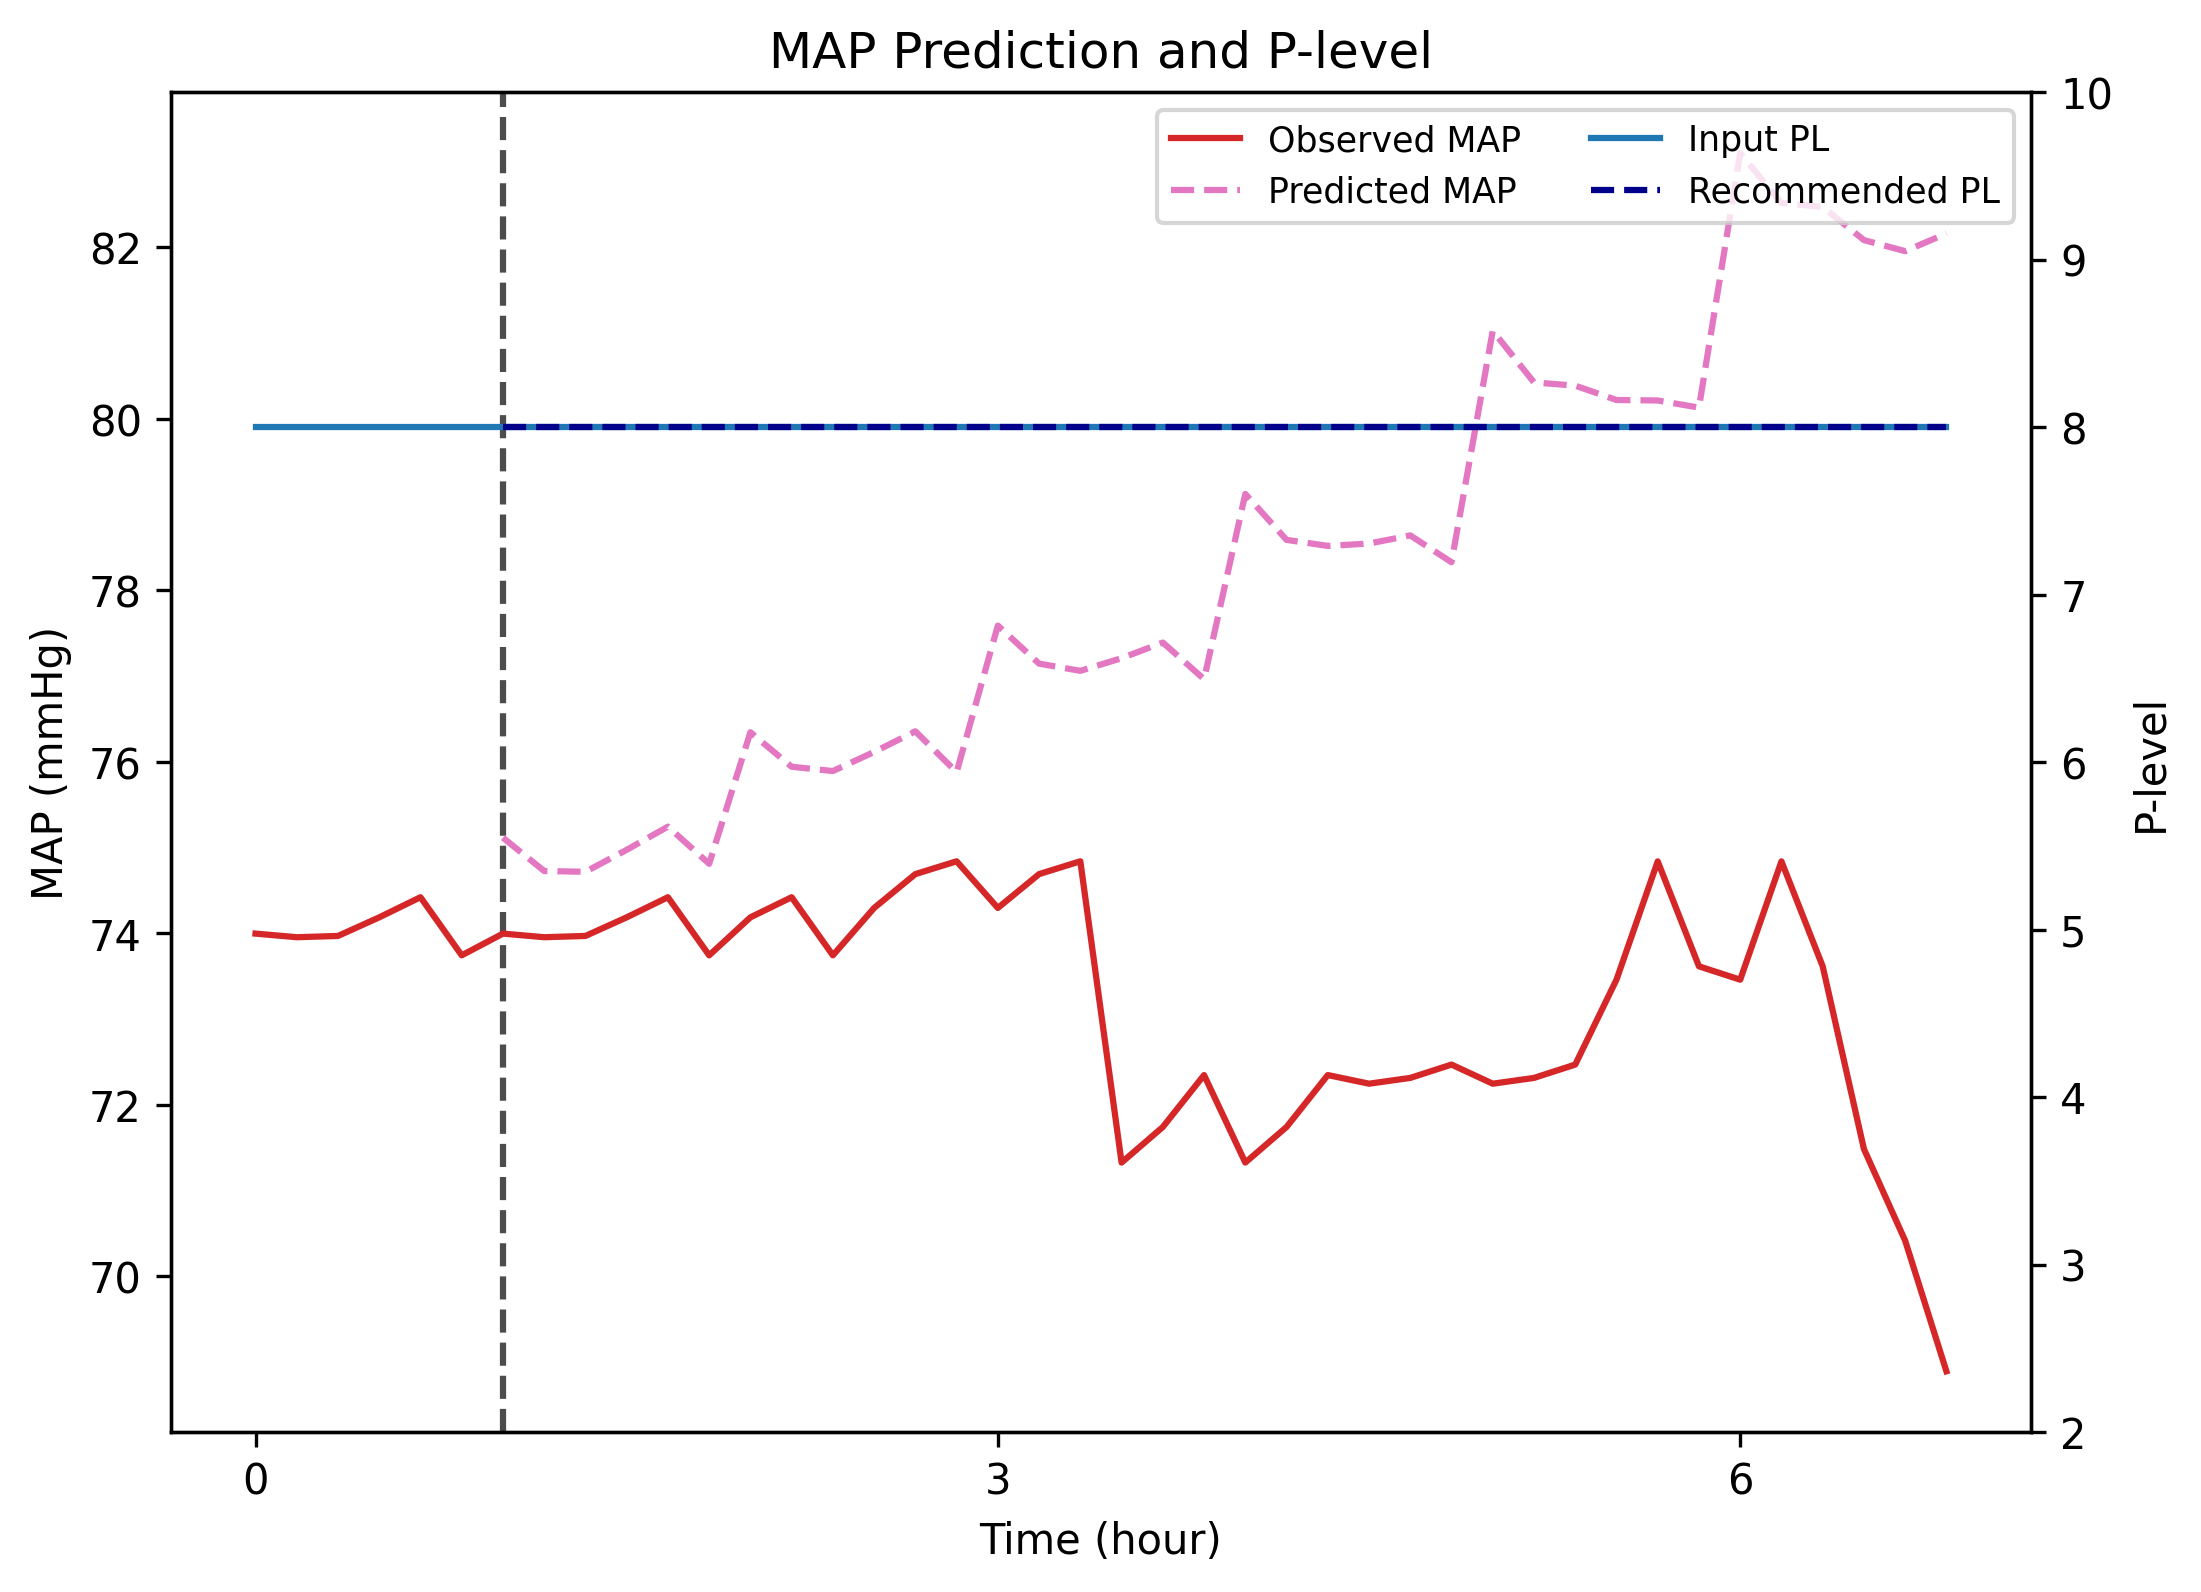 MAP Prediction and P-level
Observed MAP
Predicted MAP
Input PL
Recommended PL
MAP (mmHg)
82
80
78
76
74
72
70
P-level
10
9
8
7
6
5
4
3
2
0
3
6
Time (hour)